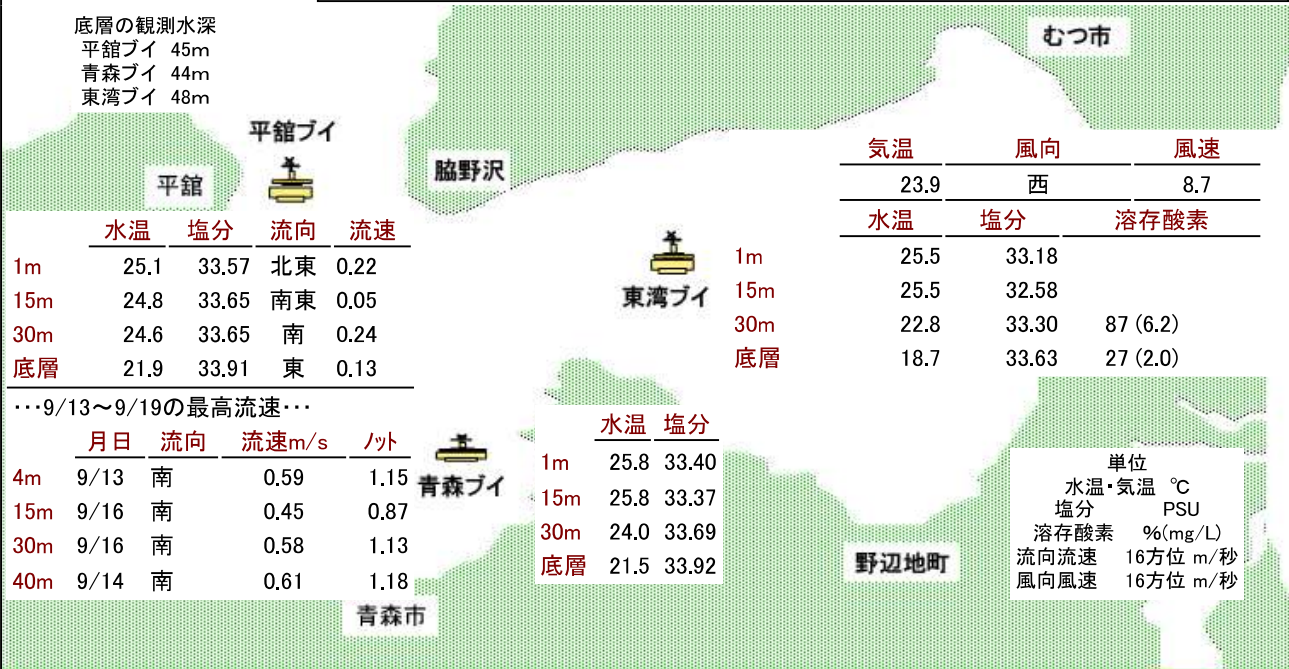 底層の観測水深
平舘ブイ 45m
青森ブイ 44m
東湾ブイ 48m
むつ市
平舘ブイ
脇野沢
平舘
気温 風向 風速
23.9 西 8.7
水温 塩分 溶存酸素
1m 25.5 33.18
15m 25.5 32.58
30m 22.8 33.30 87 (6.2)
底層 18.7 33.63 27 (2.0)
東湾ブイ
水温 塩分 流向 流速
1m 25.1 33.57 北東 0.22
15m 24.8 33.65 南東 0.05
30m 24.6 33.65 南 0.24
底層 21.9 33.91 東 0.13
･･･9/13～9/19の最高流速･･･
月日 流向 流速m/s ﾉｯﾄ
4m 9/13 南 0.59 1.15
15m 9/16 南 0.45 0.87
30m 9/16 南 0.58 1.13
40m 9/14 南 0.61 1.18
青森ブイ
水温 塩分
1m 25.8 33.40
15m 25.8 33.37
30m 24.0 33.69
底層 21.5 33.92
単位
水温・気温 ℃
塩分 PSU
溶存酸素 %(mg/L)
流向流速 16方位 m/秒
風向風速 16方位 m/秒
野辺地町
青森市